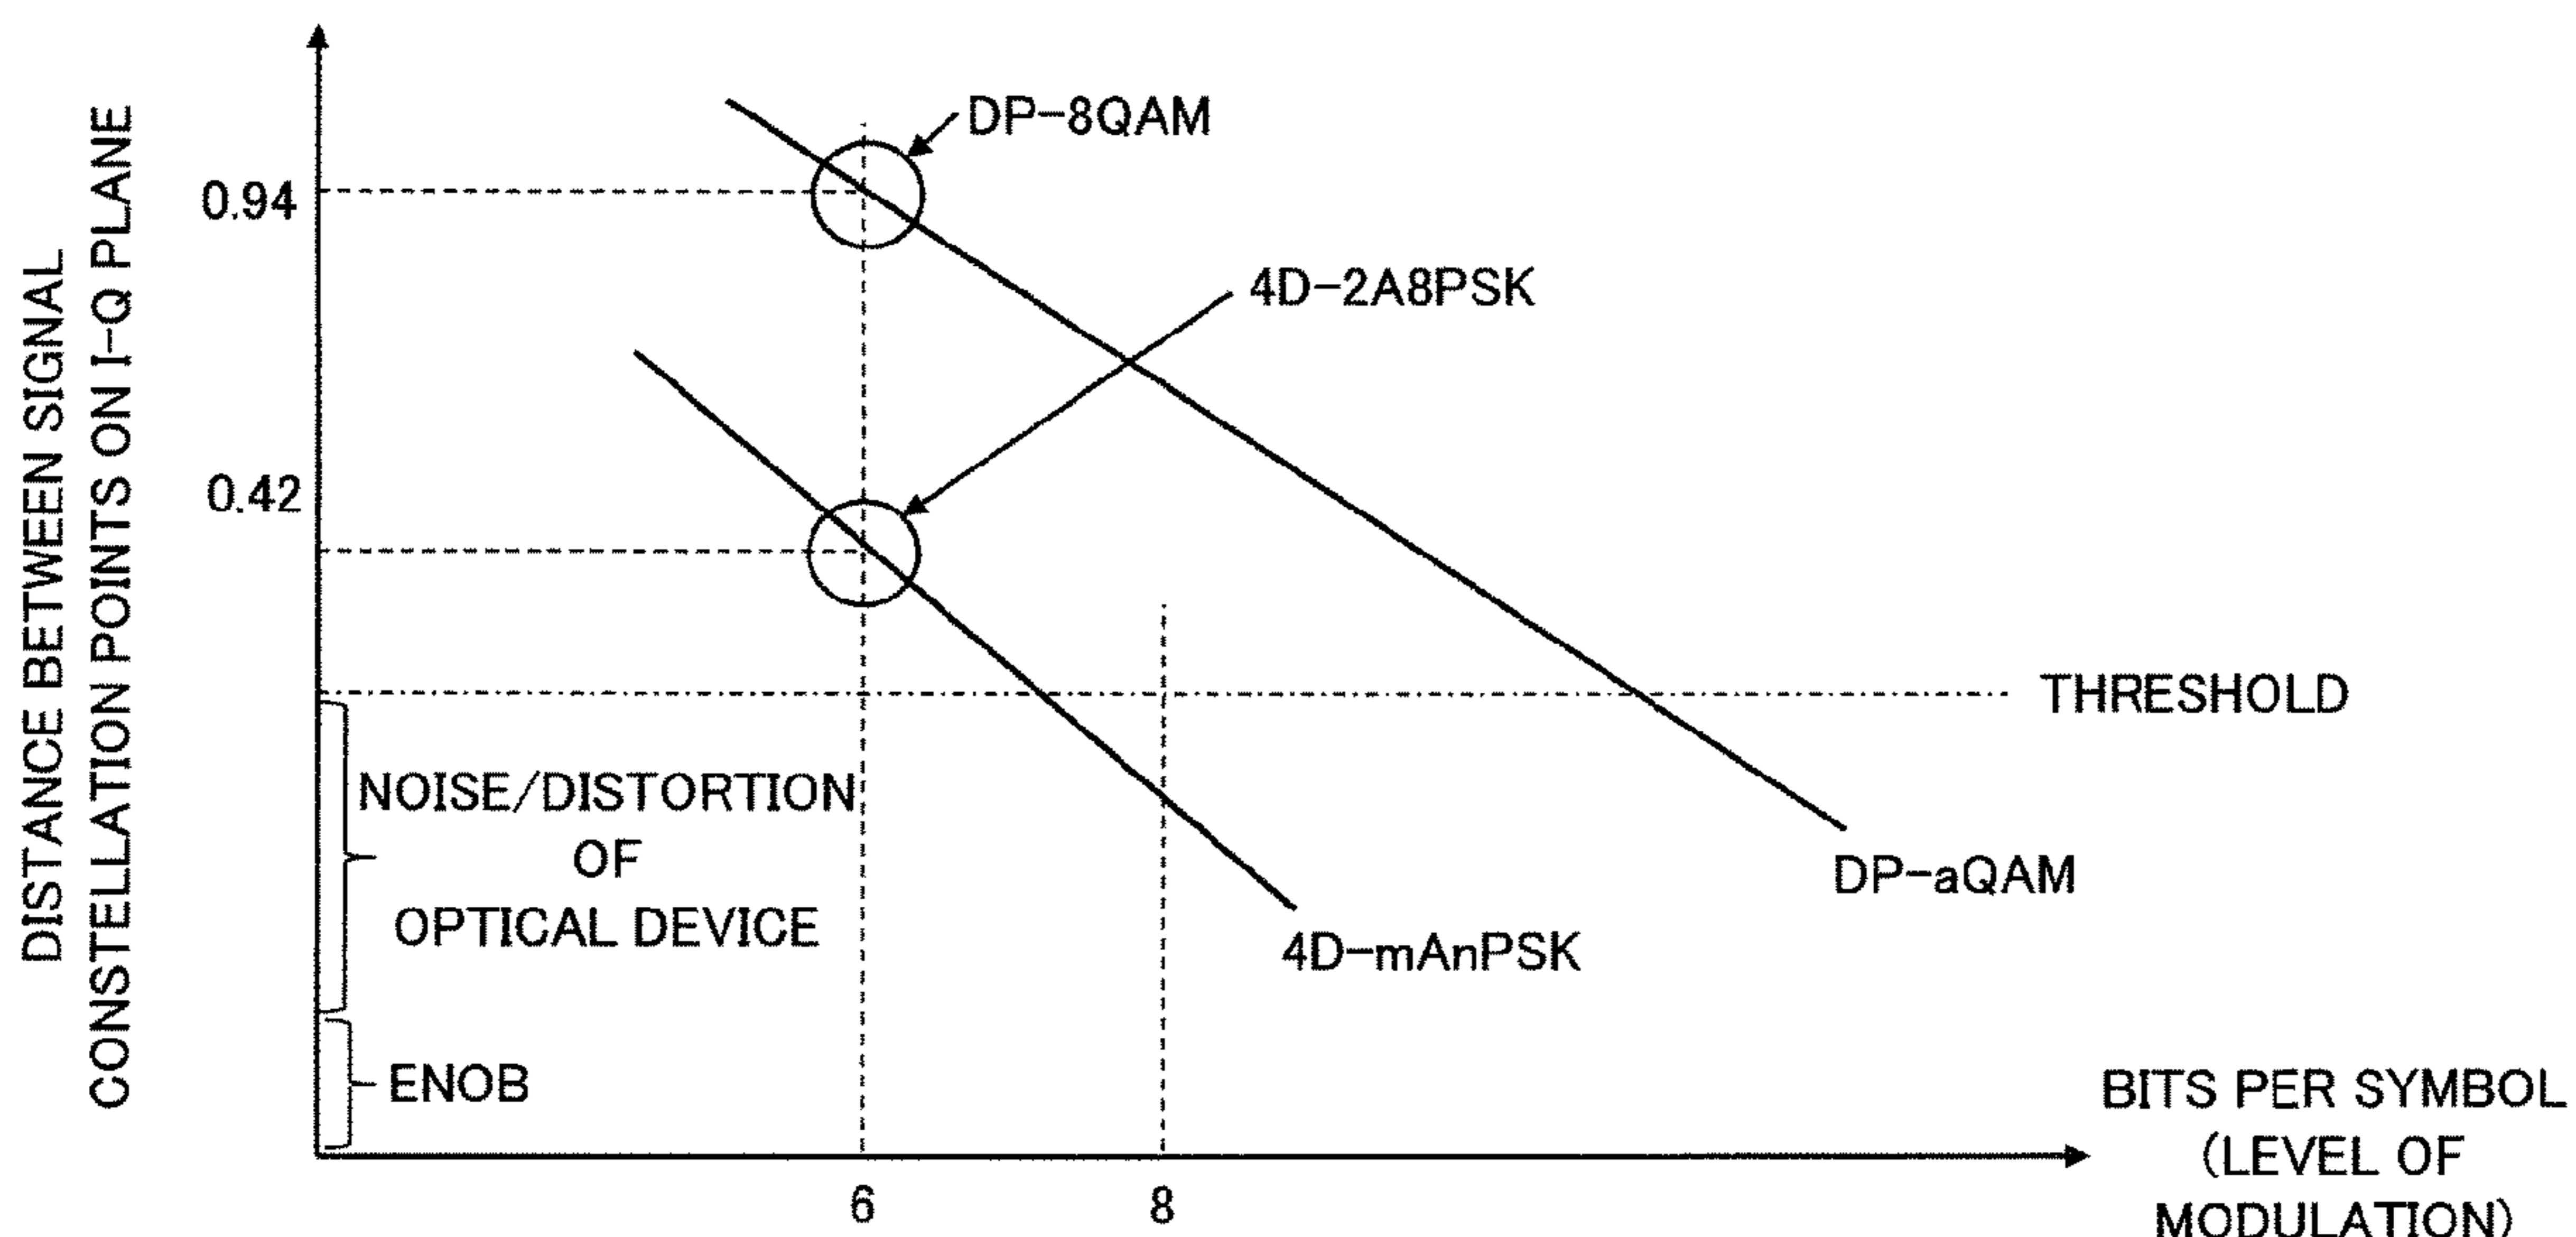 DISTANCE BETWEEN SIGNAL
CONSTELLATION POINTS ON I-Q PLANE
0.94
0.42
DP-8QAM
4D-2A8PSK
THRESHOLD
NOISE/DISTORTION
OF
OPTICAL DEVICE
ENOB
DP-aQAM
4D-mAnPSK
6
8
BITS PER SYMBOL
(LEVEL OF
MODULATION)